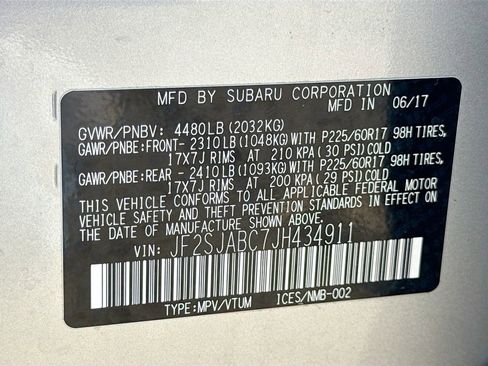 MFD BY SUBARU CORPORATION IN 06/17
GVWR/PNBV: 4480LB(2032KG)
GAWR/PNBE:FRONT- 2310LB(1048KG)WITH P225/60R17 98H TIRES,
17X7J RIMS AT 210 KPA(30 PSI)COLD
GAWR/PNBE:REAR - 2410LB(1093KG)WITH P225/60R17 98H TIRES,
17X7J RIMS AT 200 KPA(29 PSI)COLD
THIS VEHICLE CONFORMS TO ALL APPLICABLE FEDERAL MOTOR
VEHICLE SAFETY AND THEFT PREVENTION STANDARDS IN EFFECT
ON THE DATE OF MANUFACTURE SHOWN ABOVE.
VIN: JF2SJABC7JH434911
TYPE:MPV/VTUM ICES/NMB-002